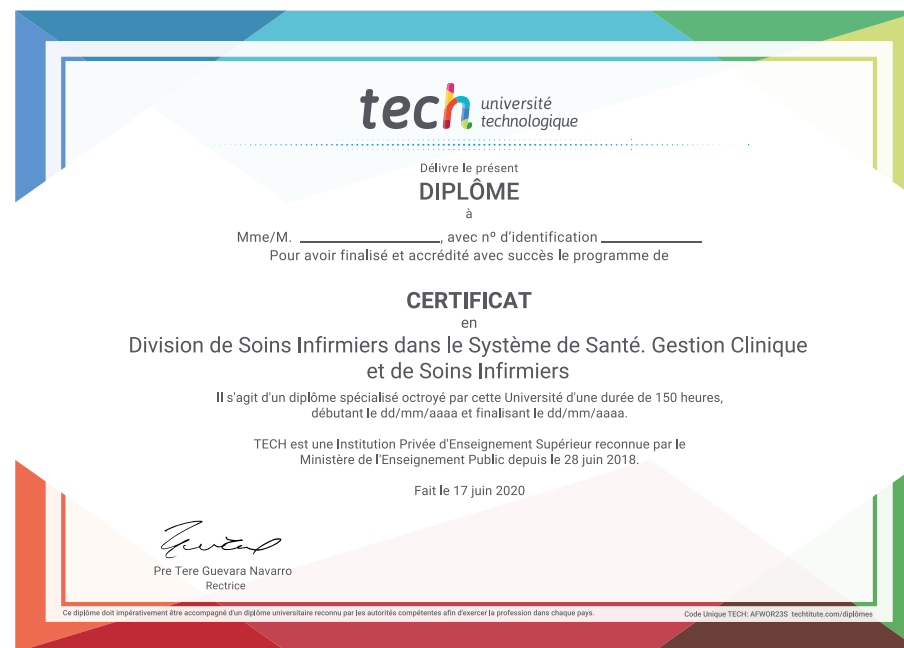 tech université
technologique
Délivre le présent
DIPLÔME
à
Mme/M. ____________________, avec nº d'identification _______________
Pour avoir finalisé et accrédité avec succès le programme de
CERTIFICAT
en
Division de Soins Infirmiers dans le Système de Santé. Gestion Clinique
et de Soins Infirmiers
Il s'agit d'un diplôme spécialisé octroyé par cette Université d'une durée de 150 heures,
débutant le dd/mm/aaaa et finalisant le dd/mm/aaaa.
TECH est une Institution Privée d'Enseignement Supérieur reconnue par le
Ministère de l'Enseignement Public depuis le 28 juin 2018.
Fait le 17 juin 2020
Pre Tere Guevara Navarro
Rectrice
Ce diplôme doit impérativement être accompagné d'un diplôme universitaire reconnu par les autorités compétentes afin d'exercer la profession dans chaque pays.
Code Unique TECH: AFWOR23S techtitute.com/diplômes